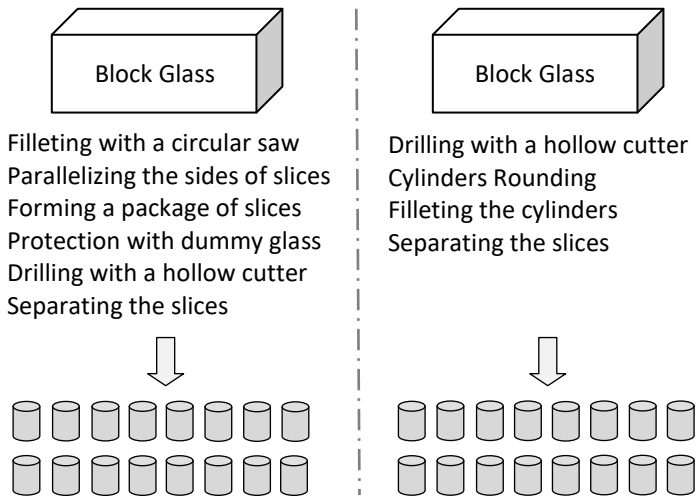 Block Glass
Filleting with a circular saw
Parallelizing the sides of slices
Forming a package of slices
Protection with dummy glass
Drilling with a hollow cutter
Separating the slices
Block Glass
Drilling with a hollow cutter
Cylinders Rounding
Filleting the cylinders
Separating the slices